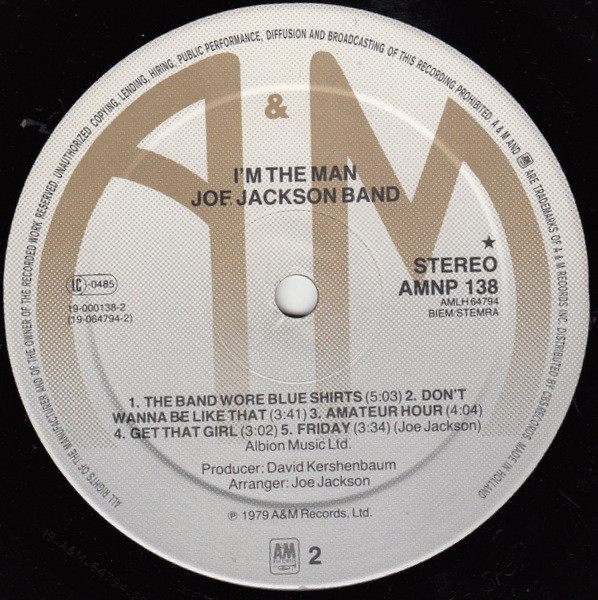 ALL RIGHTS OF THE MANUFACTURER AND OF THE OWNER OF THE RECORDED WORK RESERVED. UNAUTHORIZED COPYING, LENDING, HIRING, PUBLIC PERFORMANCE, DIFFUSION AND BROADCASTING OF THIS RECORDING PROHIBITED A & M AND AM ARE TRADEMARKS OF A & M RECORDS INC. DISTRIBUTED BY CBS-RECORDS. MADE IN HOLLAND
A & M
I'M THE MAN
JOE JACKSON BAND
★
STEREO
AMNP 138
AMLH 64794
BIEM/STEMRA
LC-0485
19-000138-2
(19-064794-2)
1. THE BAND WORE BLUE SHIRTS (5:03) 2. DON'T
WANNA BE LIKE THAT (3:41) 3. AMATEUR HOUR (4:04)
4. GET THAT GIRL (3:02) 5. FRIDAY (3:34) (Joe Jackson)
Albion Music Ltd.
Producer: David Kershenbaum
Arranger: Joe Jackson
℗ 1979 A&M Records, Ltd.
AM
RECORDS
2